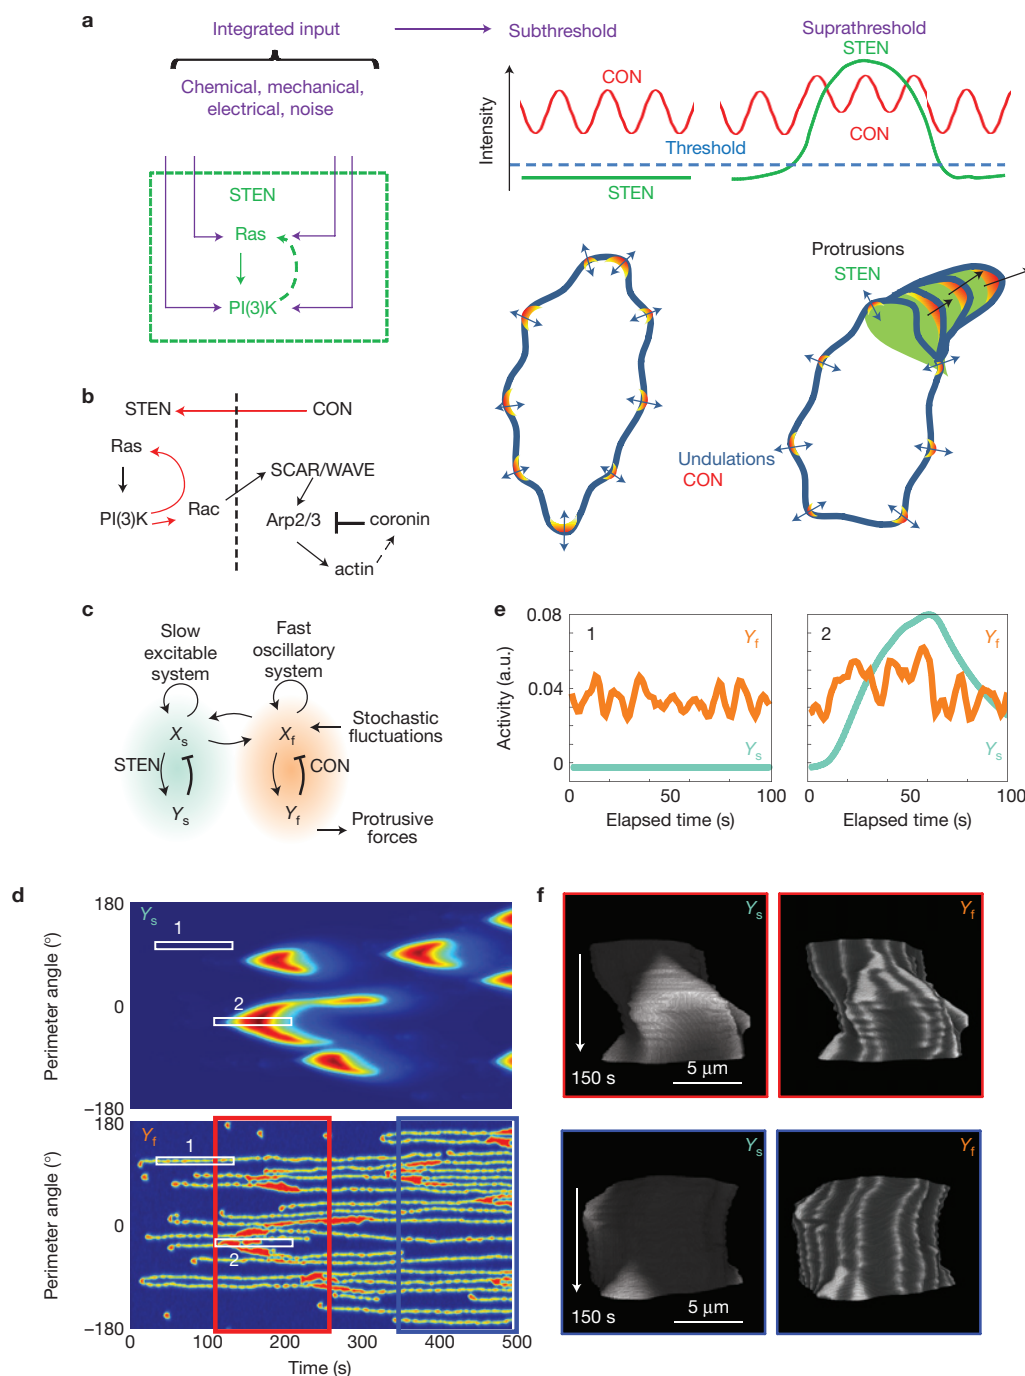 a
Integrated input
Chemical, mechanical,
electrical, noise
STEN
Ras
PI(3)K
Subthreshold
Suprathreshold
STEN
CON
CON
Threshold
STEN
Intensity
Protrusions
STEN
Undulations
CON
b
STEN
CON
Ras
PI(3)K
Rac
SCAR/WAVE
Arp2/3
coronin
actin
c
Slow
excitable
system
Fast
oscillatory
system
Xs
Xf
Stochastic
fluctuations
STEN
CON
Ys
Yf
Protrusive
forces
e
Activity (a.u.)
0.08
0.04
0
1
Yf
Ys
0
50
100
Elapsed time (s)
2
Yf
Ys
0
50
100
Elapsed time (s)
d
Perimeter angle (°)
180
0
−180
Ys
1
2
Perimeter angle (°)
180
0
−180
Yf
1
2
0
100
200
300
400
500
Time (s)
f
Ys
150 s
5 µm
Yf
Ys
150 s
5 µm
Yf